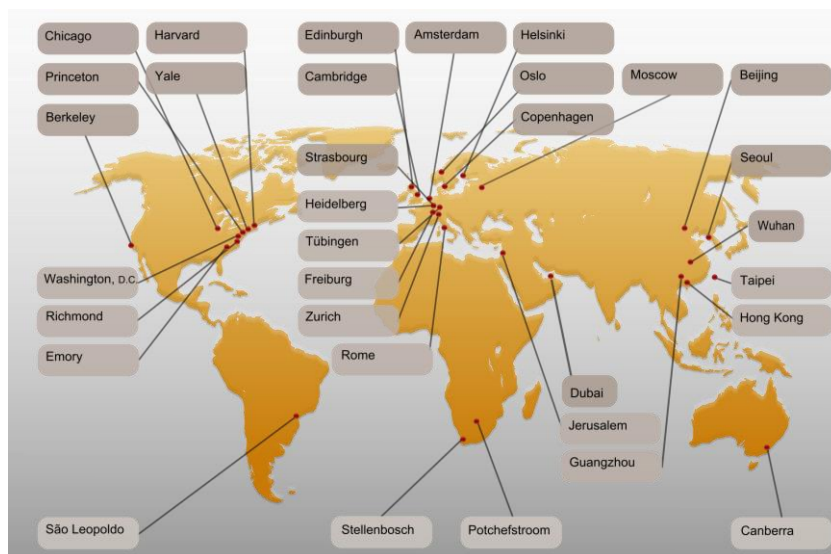 Chicago
Harvard
Edinburgh
Amsterdam
Helsinki
Princeton
Yale
Cambridge
Oslo
Moscow
Beijing
Berkeley
Copenhagen
Strasbourg
Seoul
Heidelberg
Wuhan
Tübingen
Washington, D.C
Freiburg
Taipei
Richmond
Zurich
Hong Kong
Emory
Rome
Dubai
Jerusalem
Guangzhou
São Leopoldo
Stellenbosch
Potchefstroom
Canberra